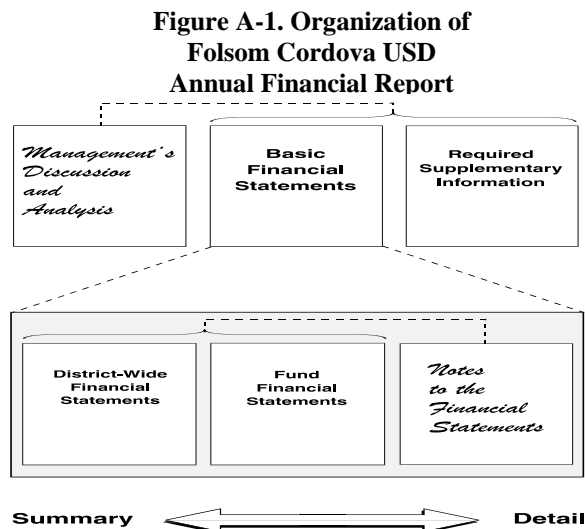 Figure A-1. Organization of
Folsom Cordova USD
Annual Financial Report
Management's
Discussion
and
Analysis
Basic
Financial
Statements
Required
Supplementary
Information
District-Wide
Financial
Statements
Fund
Financial
Statements
Notes
to the
Financial
Statements
Summary
Detail